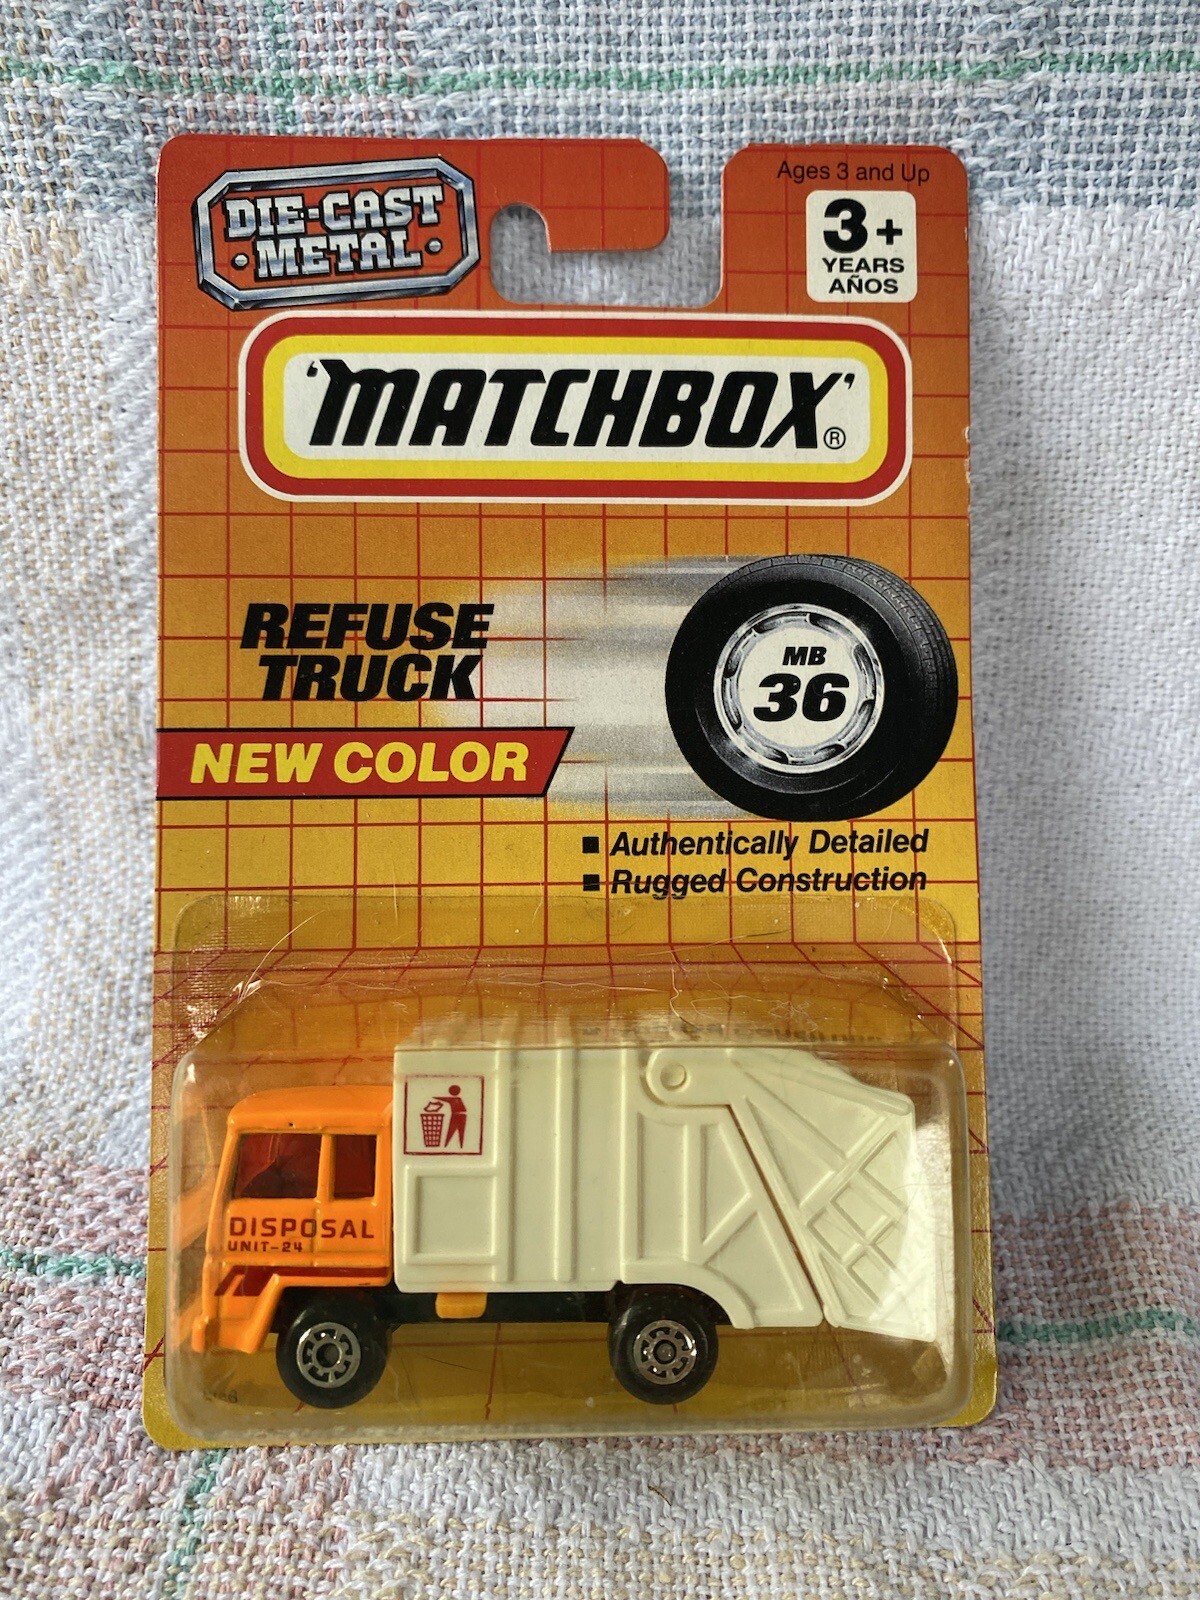 DIE-CAST
METAL
Ages 3 and Up
3+
YEARS
AÑOS
'MATCHBOX'®
REFUSE
TRUCK
MB
36
NEW COLOR
■ Authentically Detailed
■ Rugged Construction
DISPOSAL
UNIT-24